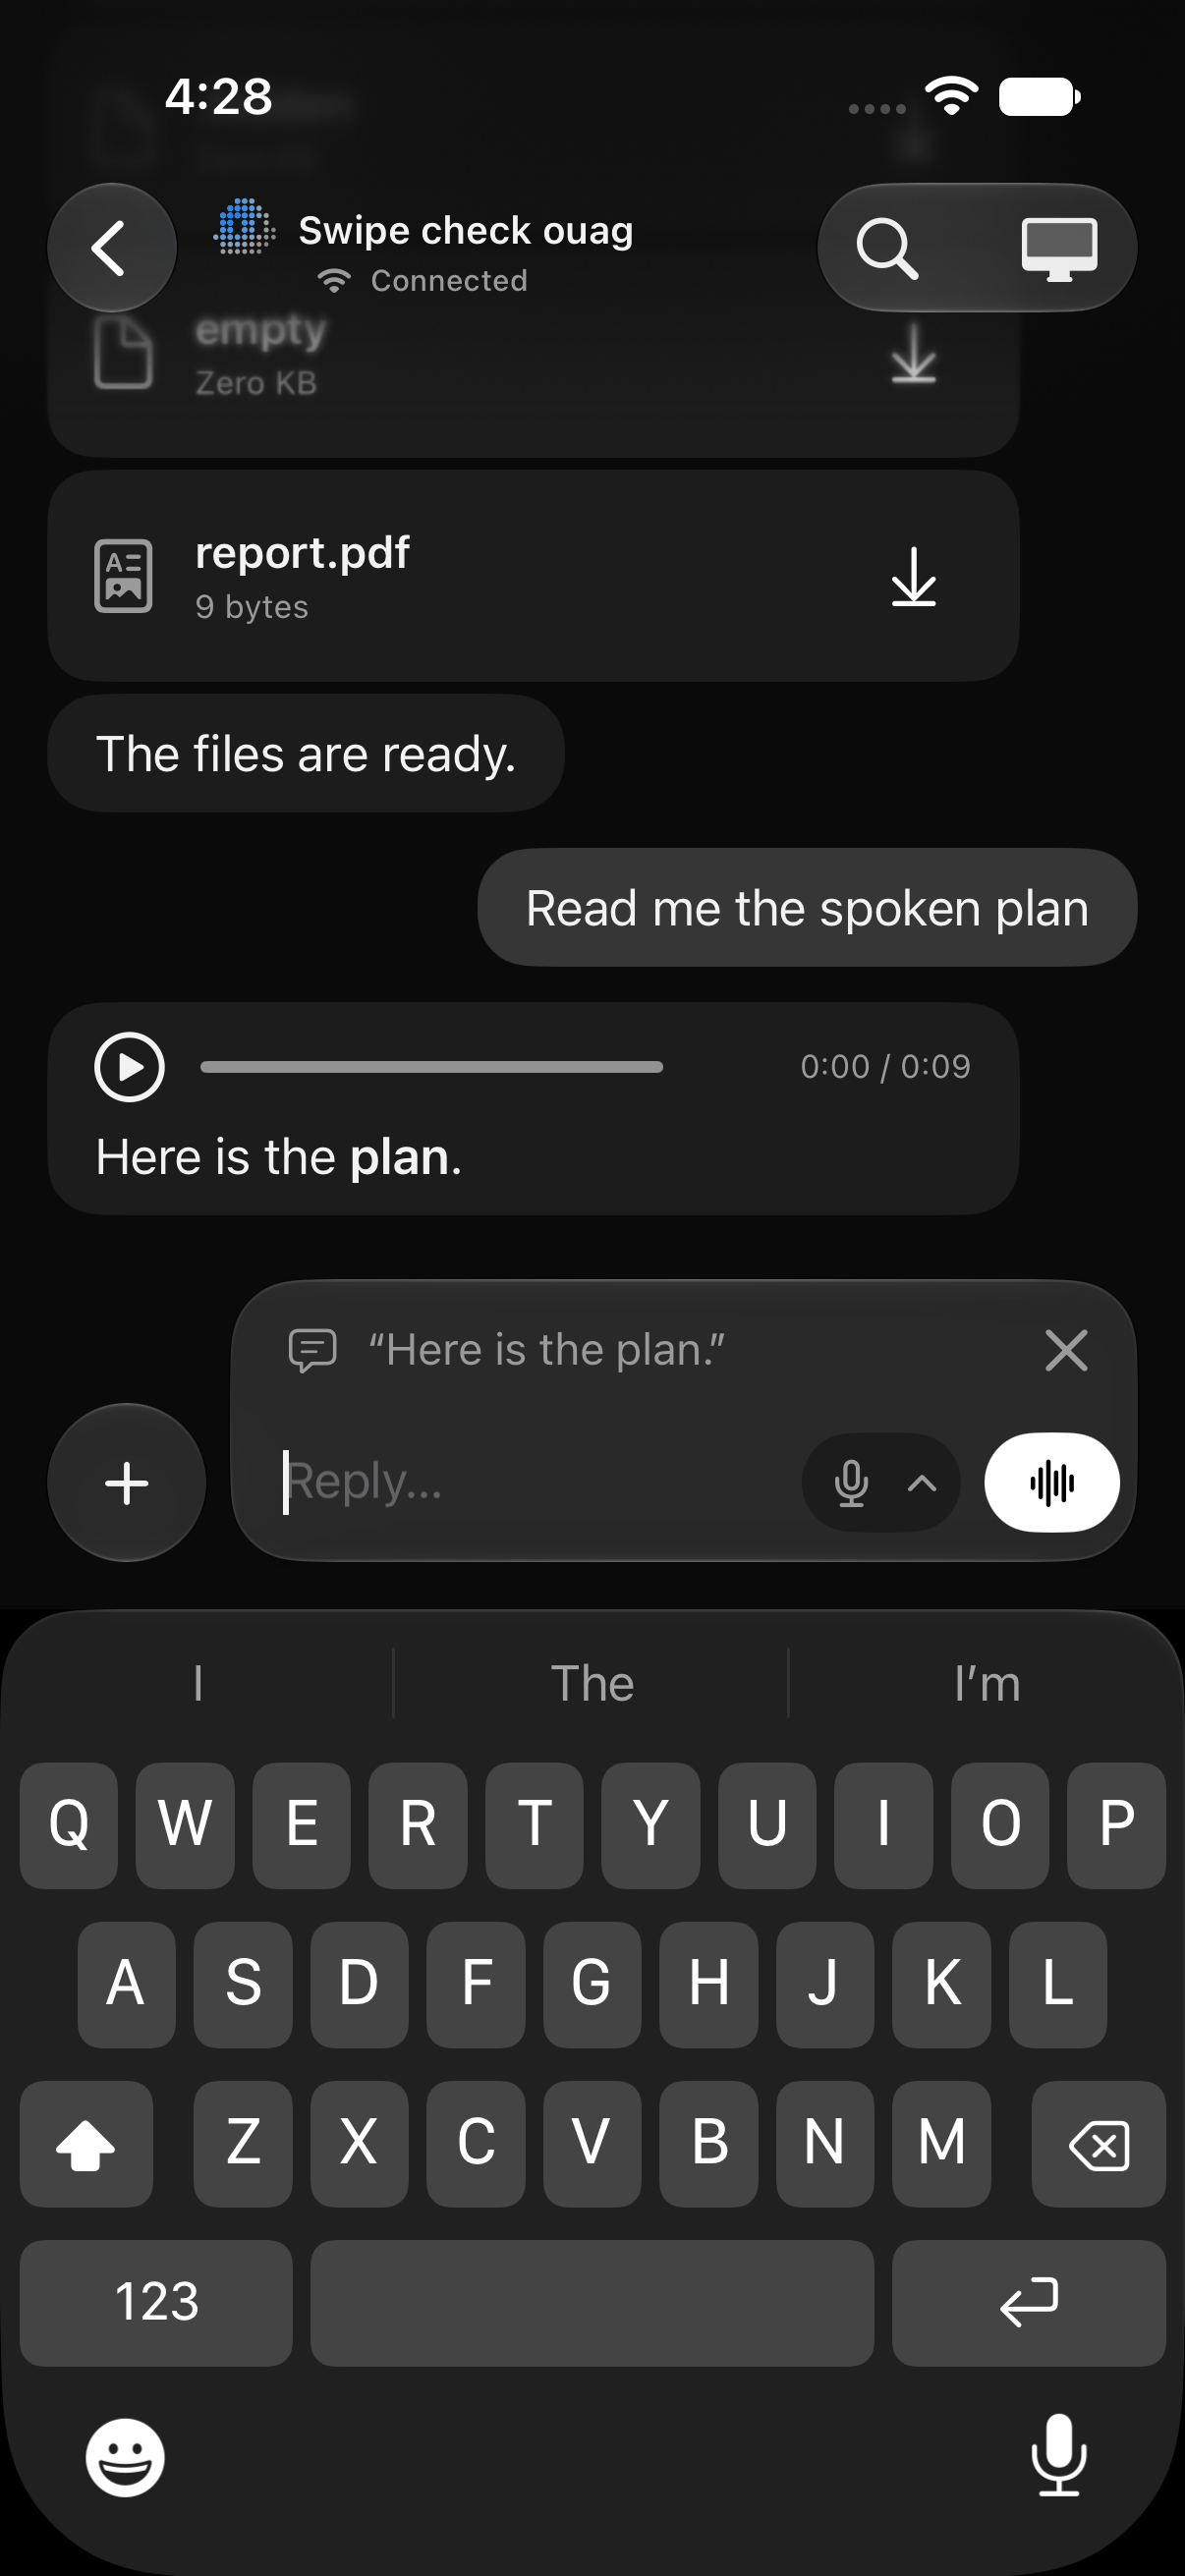 4:28
Swipe check ouag
Connected
empty
Zero KB
report.pdf
9 bytes
The files are ready.
Read me the spoken plan
0:00 / 0:09
Here is the plan.
“Here is the plan.”
Reply...
I
The
I’m
Q W E R T Y U I O P
A S D F G H J K L
Z X C V B N M
123